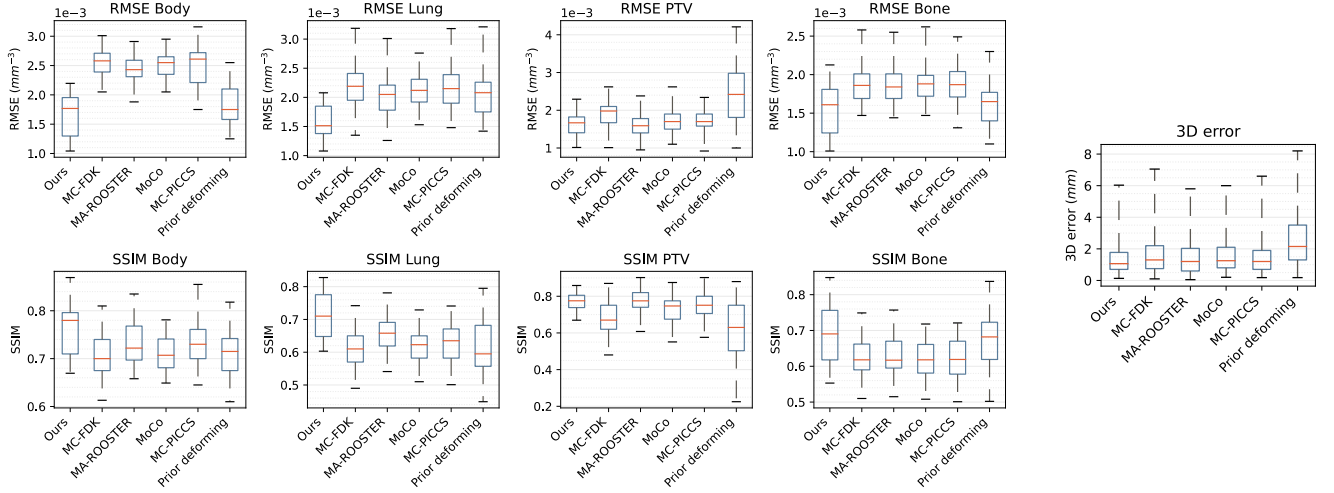 RMSE Body
1e−3
RMSE (mm⁻³)
3.0
2.5
2.0
1.5
1.0
Ours
MC-FDK
MA-ROOSTER
MoCo
MC-PICCS
Prior deforming
RMSE Lung
1e−3
RMSE (mm⁻³)
3.0
2.5
2.0
1.5
1.0
Ours
MC-FDK
MA-ROOSTER
MoCo
MC-PICCS
Prior deforming
RMSE PTV
1e−3
RMSE (mm⁻³)
4
3
2
1
Ours
MC-FDK
MA-ROOSTER
MoCo
MC-PICCS
Prior deforming
RMSE Bone
1e−3
RMSE (mm⁻³)
2.5
2.0
1.5
1.0
Ours
MC-FDK
MA-ROOSTER
MoCo
MC-PICCS
Prior deforming
3D error
3D error (mm)
8
6
4
2
0
Ours
MC-FDK
MA-ROOSTER
MoCo
MC-PICCS
Prior deforming
SSIM Body
SSIM
0.8
0.7
0.6
Ours
MC-FDK
MA-ROOSTER
MoCo
MC-PICCS
Prior deforming
SSIM Lung
SSIM
0.8
0.7
0.6
0.5
Ours
MC-FDK
MA-ROOSTER
MoCo
MC-PICCS
Prior deforming
SSIM PTV
SSIM
0.8
0.6
0.4
0.2
Ours
MC-FDK
MA-ROOSTER
MoCo
MC-PICCS
Prior deforming
SSIM Bone
SSIM
0.8
0.7
0.6
0.5
Ours
MC-FDK
MA-ROOSTER
MoCo
MC-PICCS
Prior deforming